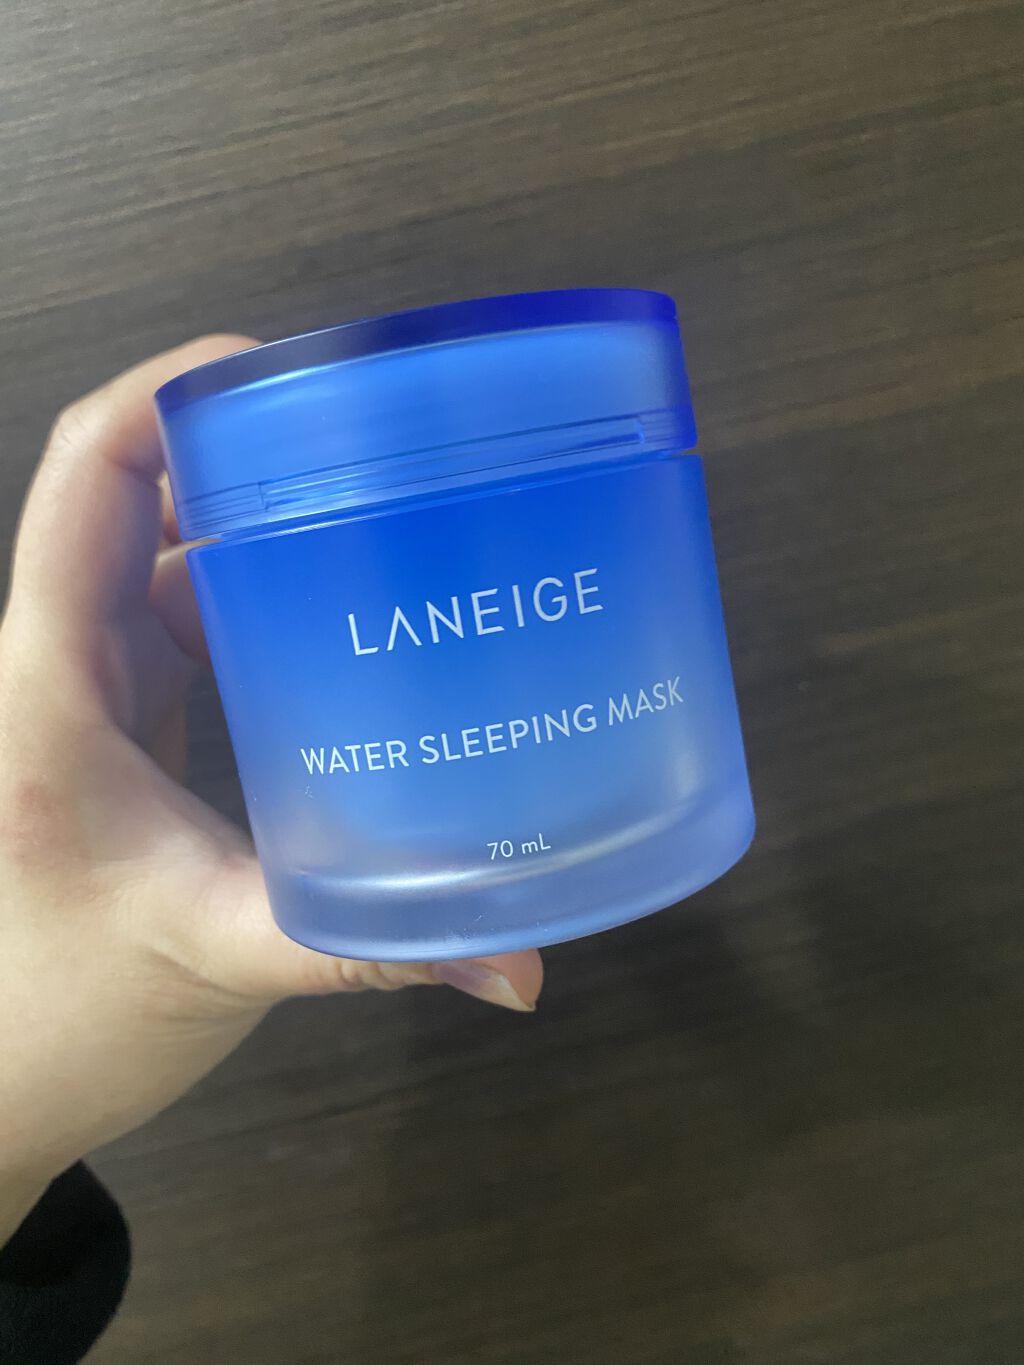 LANEIGE
WATER SLEEPING MASK
70 mL